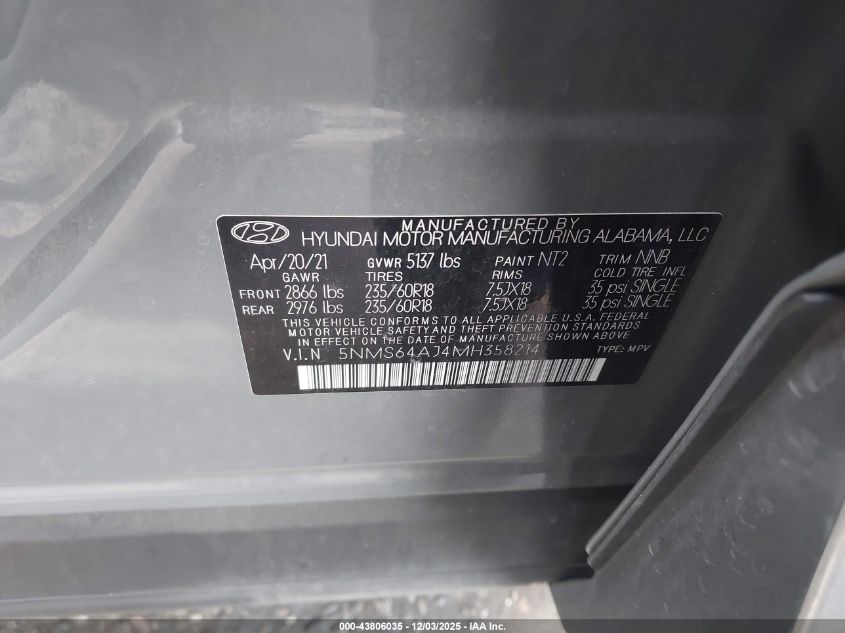 MANUFACTURED BY
HYUNDAI MOTOR MANUFACTURING ALABAMA, LLC
Apr/20/21 GVWR 5137 lbs PAINT NT2 TRIM NNB
GAWR TIRES RIMS COLD TIRE INFL
FRONT 2866 lbs 235/60R18 7.5JX18 35 psi SINGLE
REAR 2976 lbs 235/60R18 7.5JX18 35 psi SINGLE
THIS VEHICLE CONFORMS TO ALL APPLICABLE U.S.A. FEDERAL
MOTOR VEHICLE SAFETY AND THEFT PREVENTION STANDARDS
IN EFFECT ON THE DATE OF MANUFACTURE SHOWN ABOVE.
V.I.N 5NMS64AJ4MH358214 TYPE: MPV
000-43806035 - 12/03/2025 - IAA Inc.